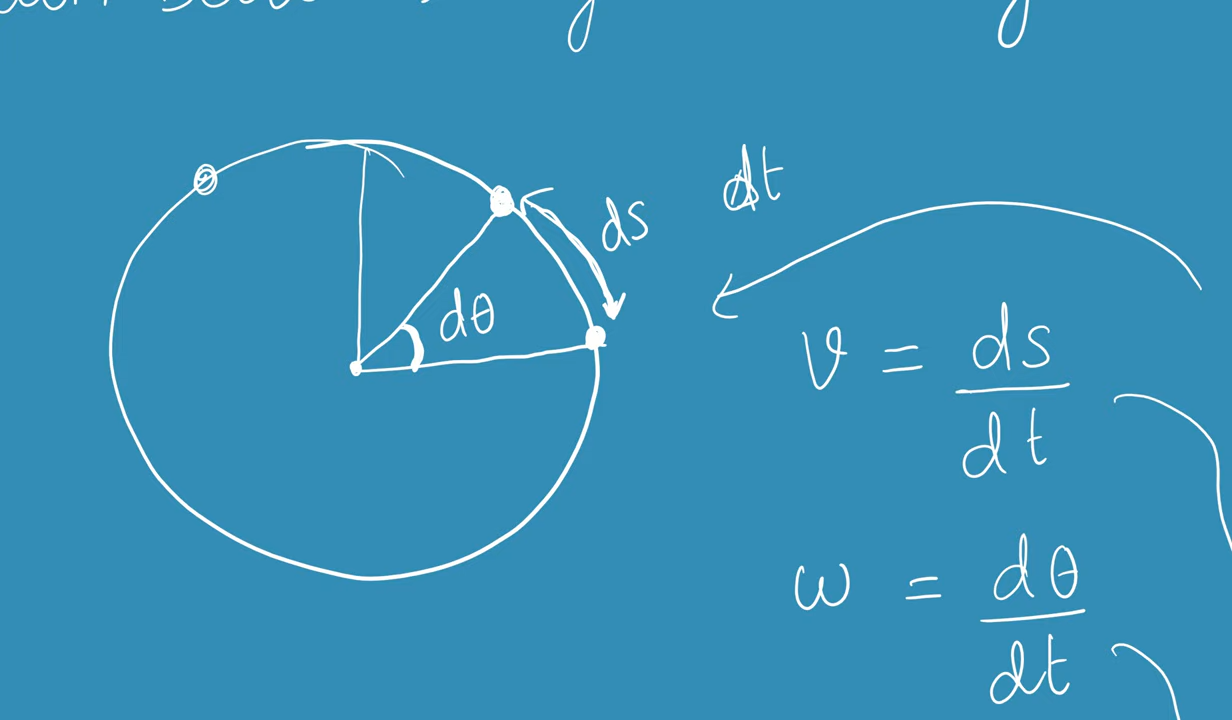 ds
dt
dθ
v = ds/dt
ω = dθ/dt